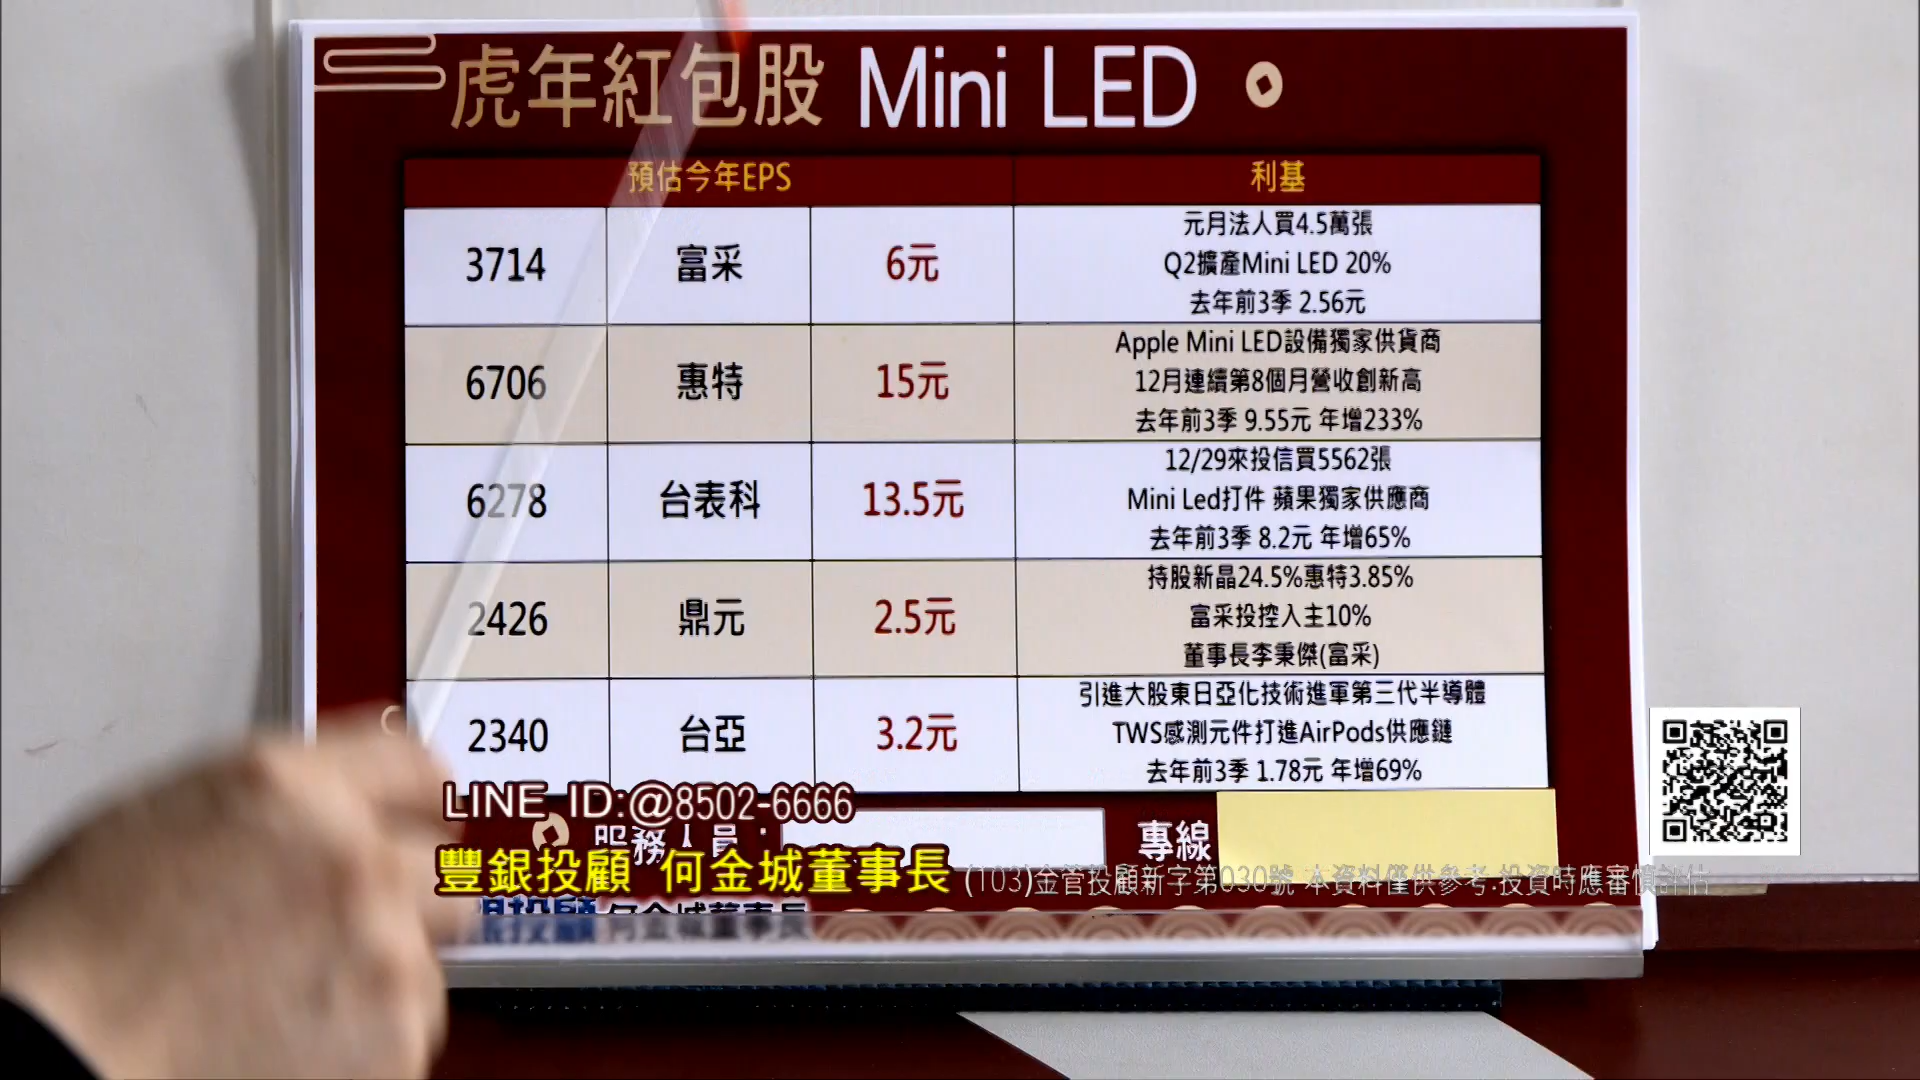 虎年紅包股 Mini LED
預估今年EPS 利基
3714 富采 6元
元月法人買4.5萬張
Q2擴產Mini LED 20%
去年前3季 2.56元
6706 惠特 15元
Apple Mini LED設備獨家供貨商
12月連續第8個月營收創新高
去年前3季 9.55元 年增233%
6278 台表科 13.5元
12/29來投信買5562張
Mini Led打件 蘋果獨家供應商
去年前3季 8.2元 年增65%
2426 鼎元 2.5元
持股新晶24.5%惠特3.85%
富采投控入主10%
董事長李秉傑(富采)
2340 台亞 3.2元
引進大股東日亞化技術進軍第三代半導體
TWS感測元件打進AirPods供應鏈
去年前3季 1.78元 年增69%
LINE ID:@8502-6666
服務人員: 專線
豐銀投顧 何金城董事長 (103)金管投顧新字第030號 本資料僅供參考.投資時應審慎評估
銀投顧 何金城董事長